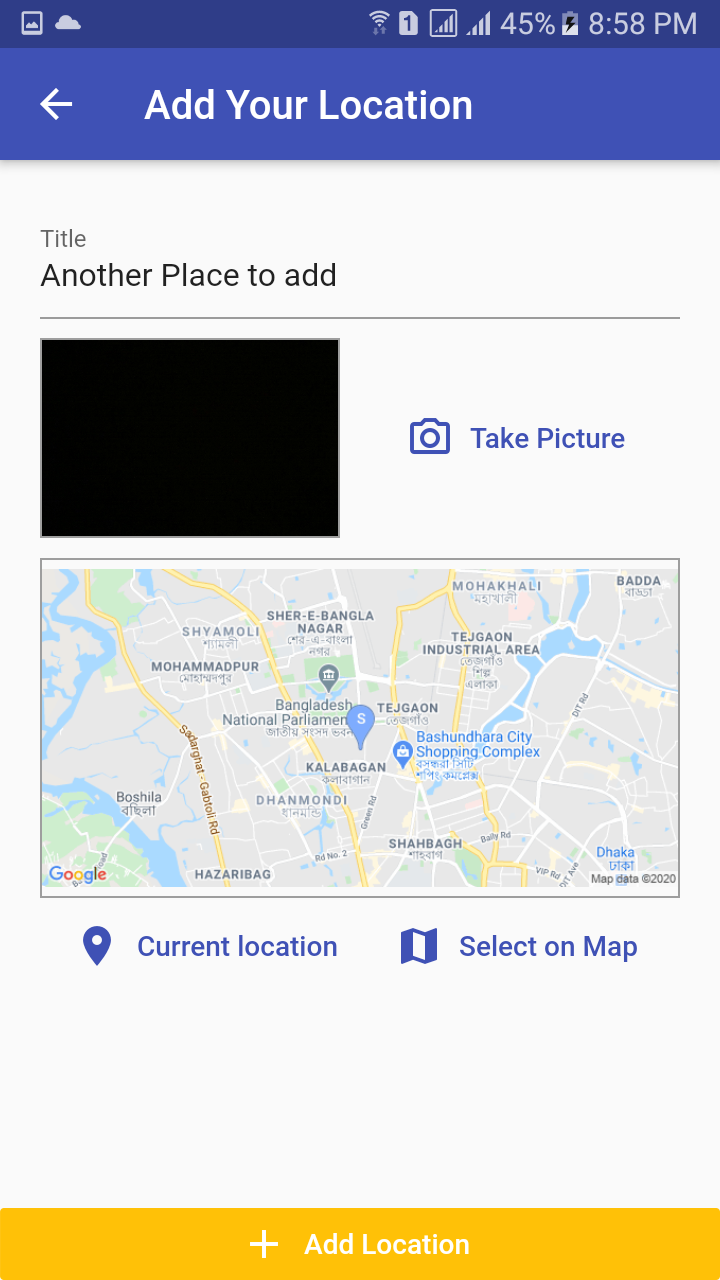 1 45% 8:58 PM
Add Your Location
Title
Another Place to add
Take Picture
MOHAKHALI
মহাখালী
BADDA
বাড্ডা
SHER-E-BANGLA
NAGAR
শের-এ-বাংলা
নগর
SHYAMOLI
শ্যামলী
TEJGAON
INDUSTRIAL AREA
তেজগাঁও
শিল্প
এলাকা
MOHAMMADPUR
মোহাম্মদপুর
DIT Rd
Bangladesh
National Parliament
জাতীয় সংসদ ভবন
S
TEJGAON
তেজগাঁও
Sadarghat - Gabtoli Rd
Bashundhara City
Shopping Complex
বসুন্ধরা সিটি
শপিং কমপ্লেক্স
KALABAGAN
কলাবাগান
Boshila
বছিলা
DHANMONDI
ধানমন্ডি
Green Rd
SHAHBAGH
শাহবাগ
Baily Rd
Rd No. 2
Dhaka
ঢাকা
HAZARIBAG
VIP Rd
DIT Ave
Google
Map data ©2020
Current location
Select on Map
Add Location